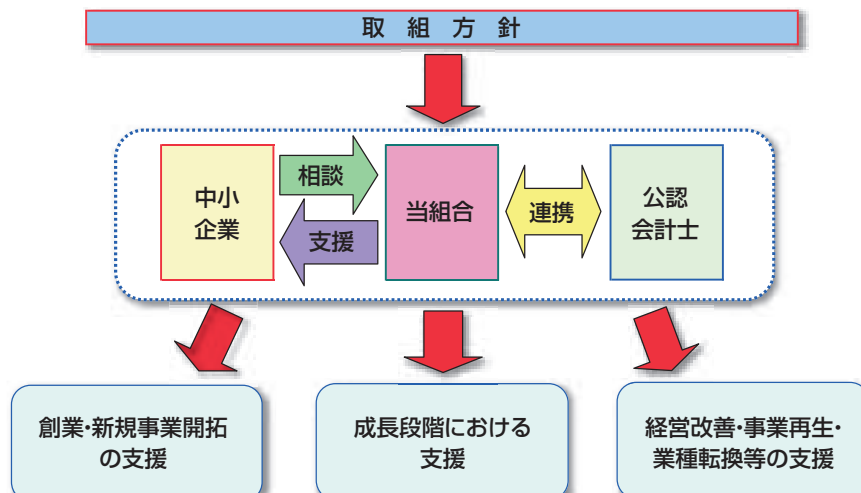 取組方針
相談
中小
企業
当組合
連携
公認
会計士
支援
創業・新規事業開拓
の支援
成長段階における
支援
経営改善・事業再生・
業種転換等の支援